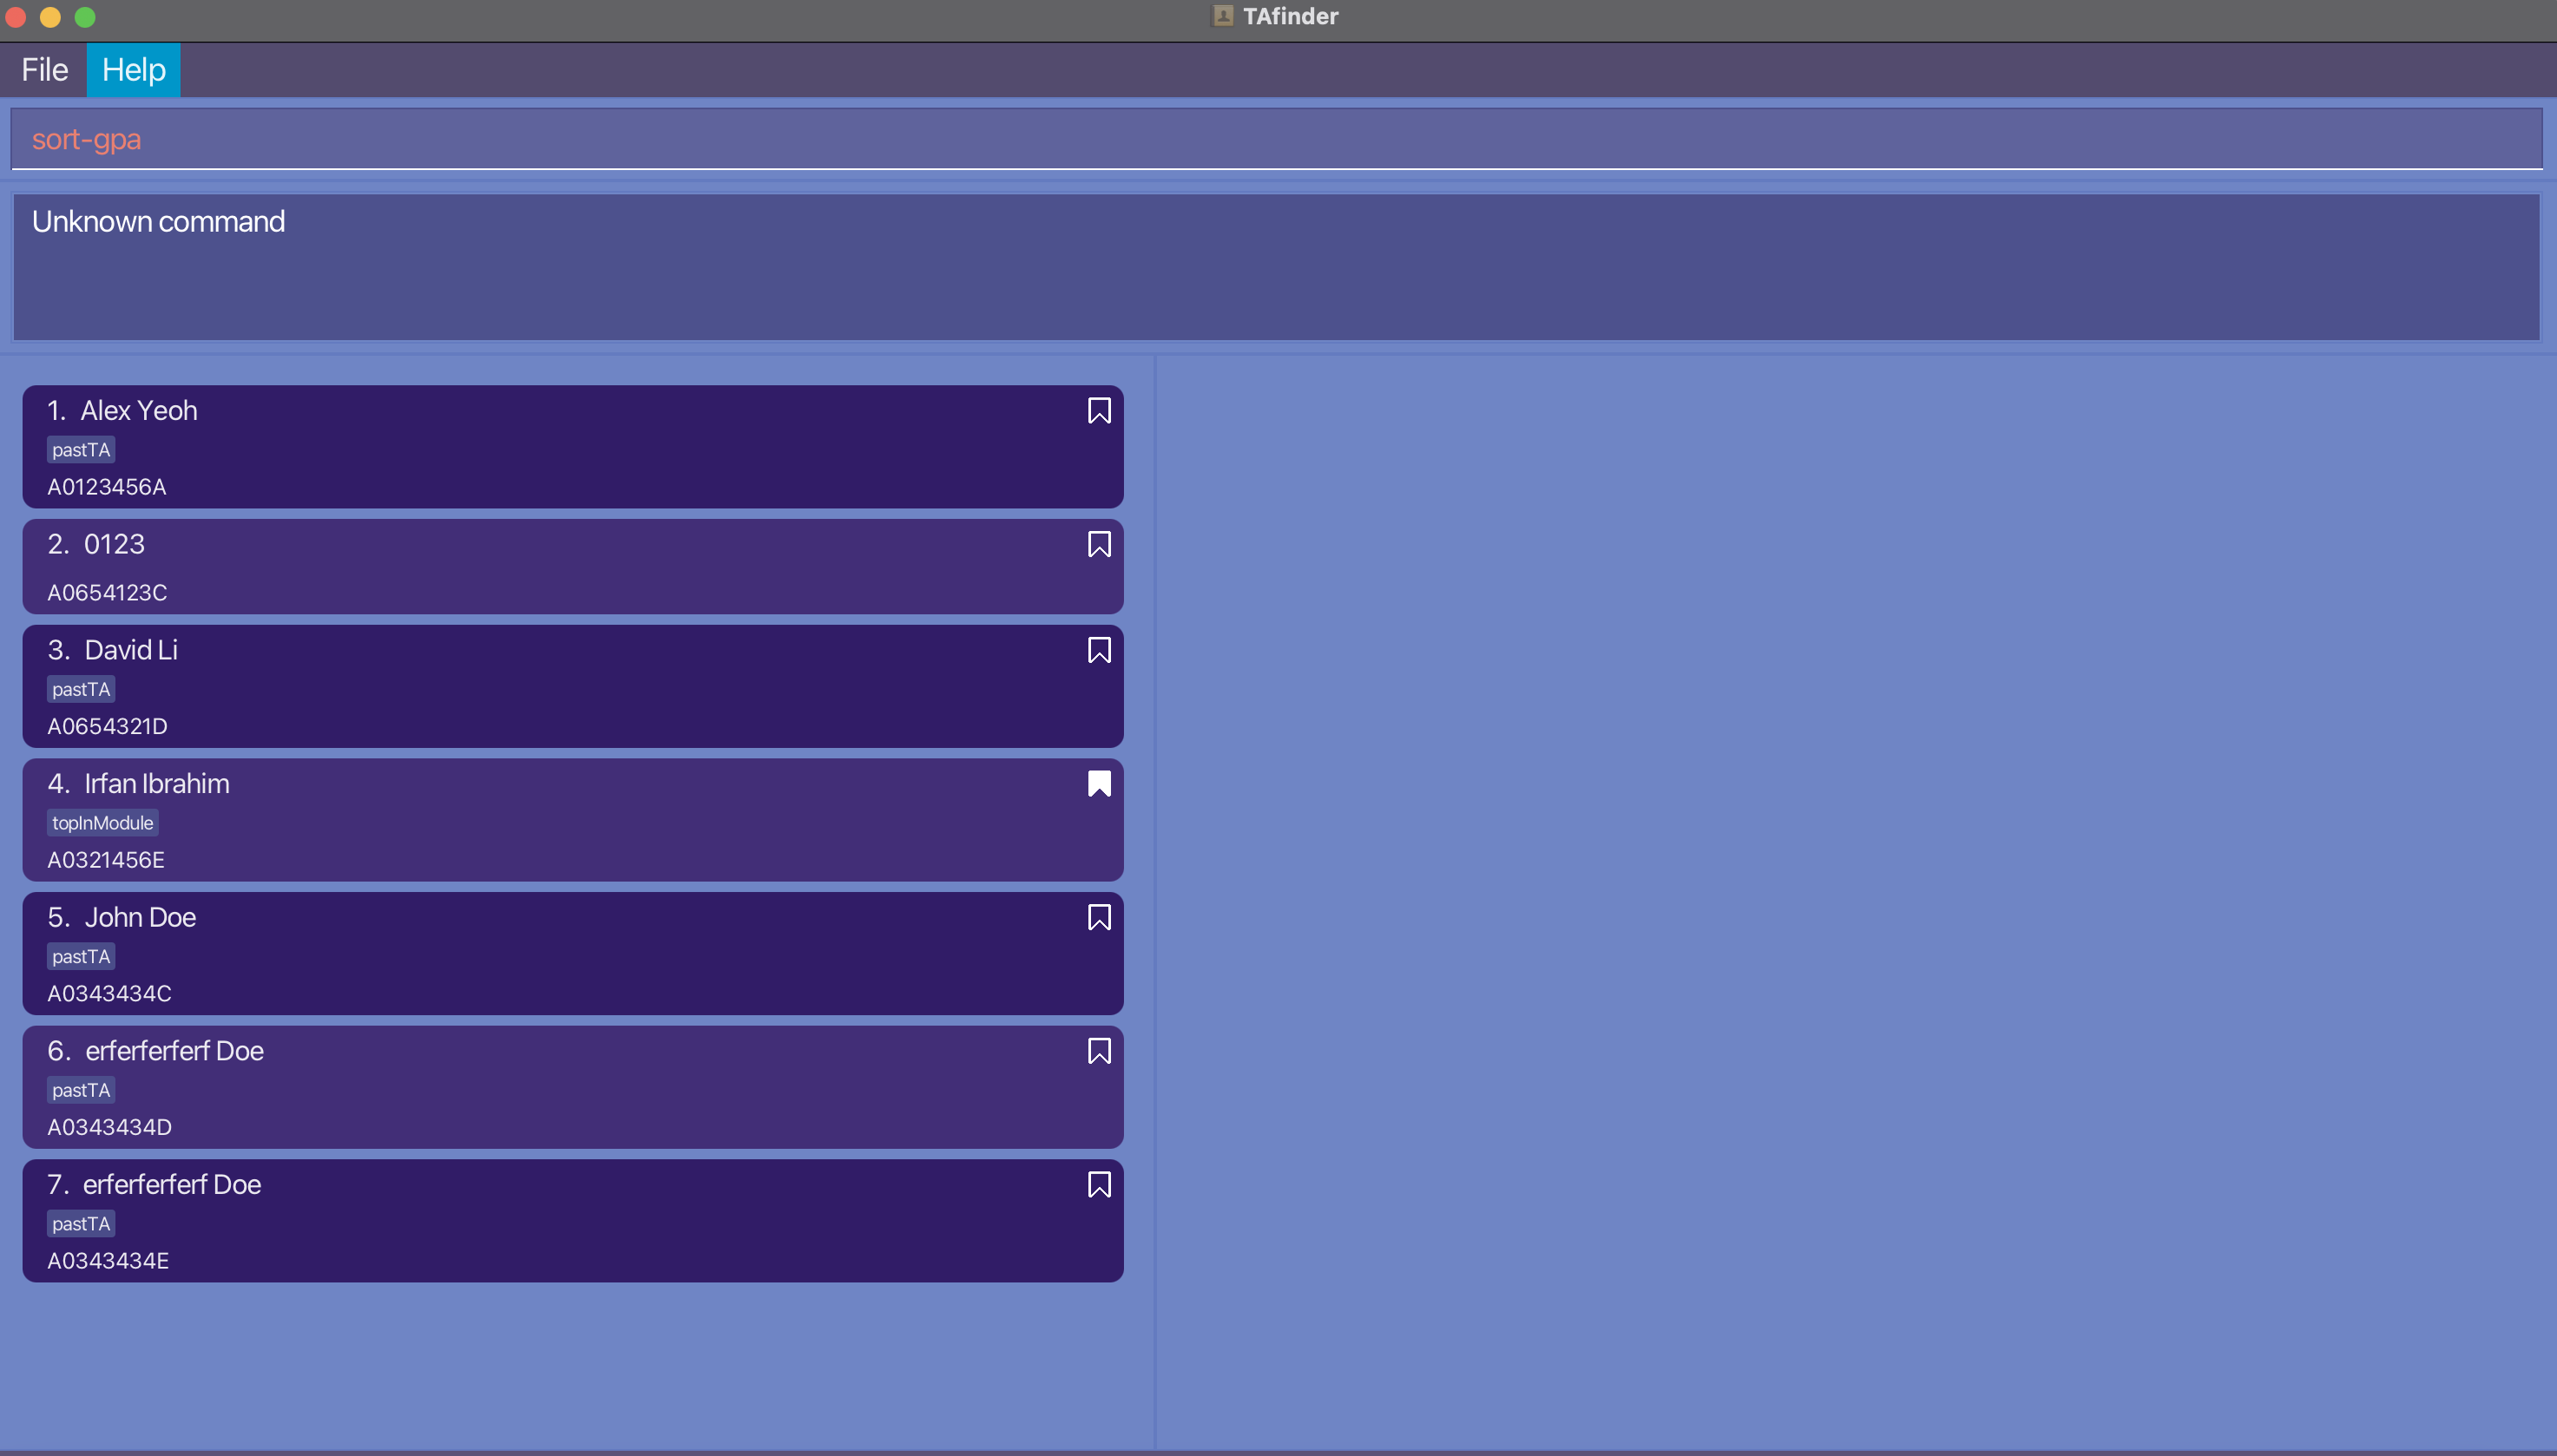 TAfinder
File Help
sort-gpa
Unknown command
1. Alex Yeoh
pastTA
A0123456A
2. 0123
A0654123C
3. David Li
pastTA
A0654321D
4. Irfan Ibrahim
topInModule
A0321456E
5. John Doe
pastTA
A0343434C
6. erferferferf Doe
pastTA
A0343434D
7. erferferferf Doe
pastTA
A0343434E